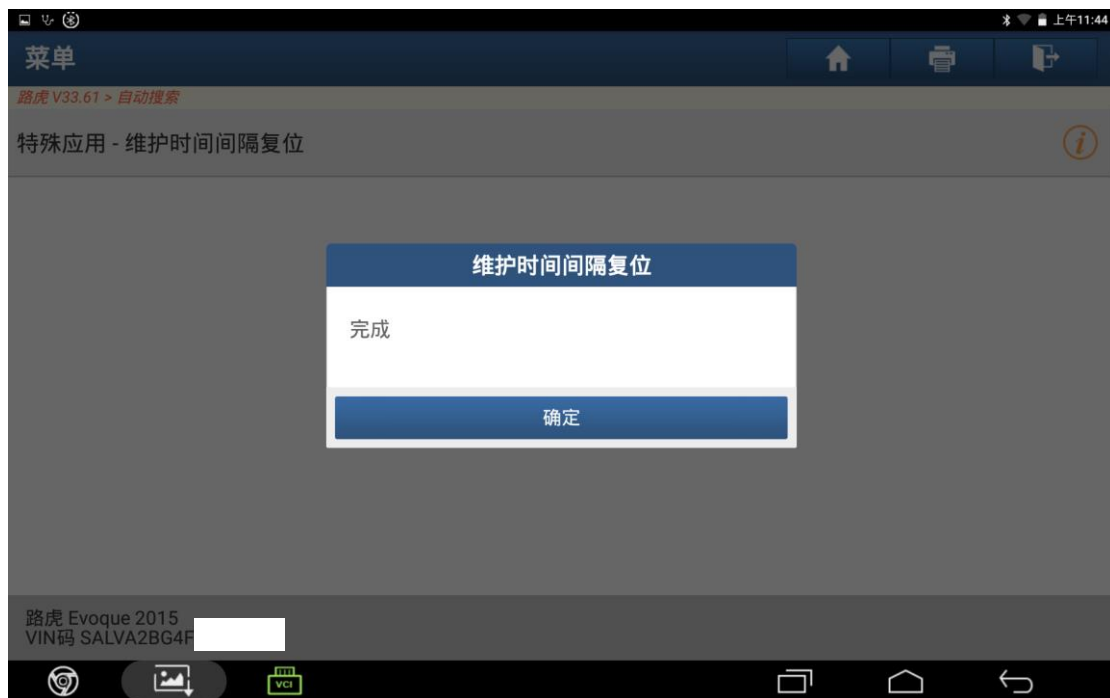 上午11:44
菜单
路虎 V33.61 > 自动搜索
特殊应用 - 维护时间间隔复位
i
维护时间间隔复位
完成
确定
路虎 Evoque 2015
VIN码 SALVA2BG4F
VCI